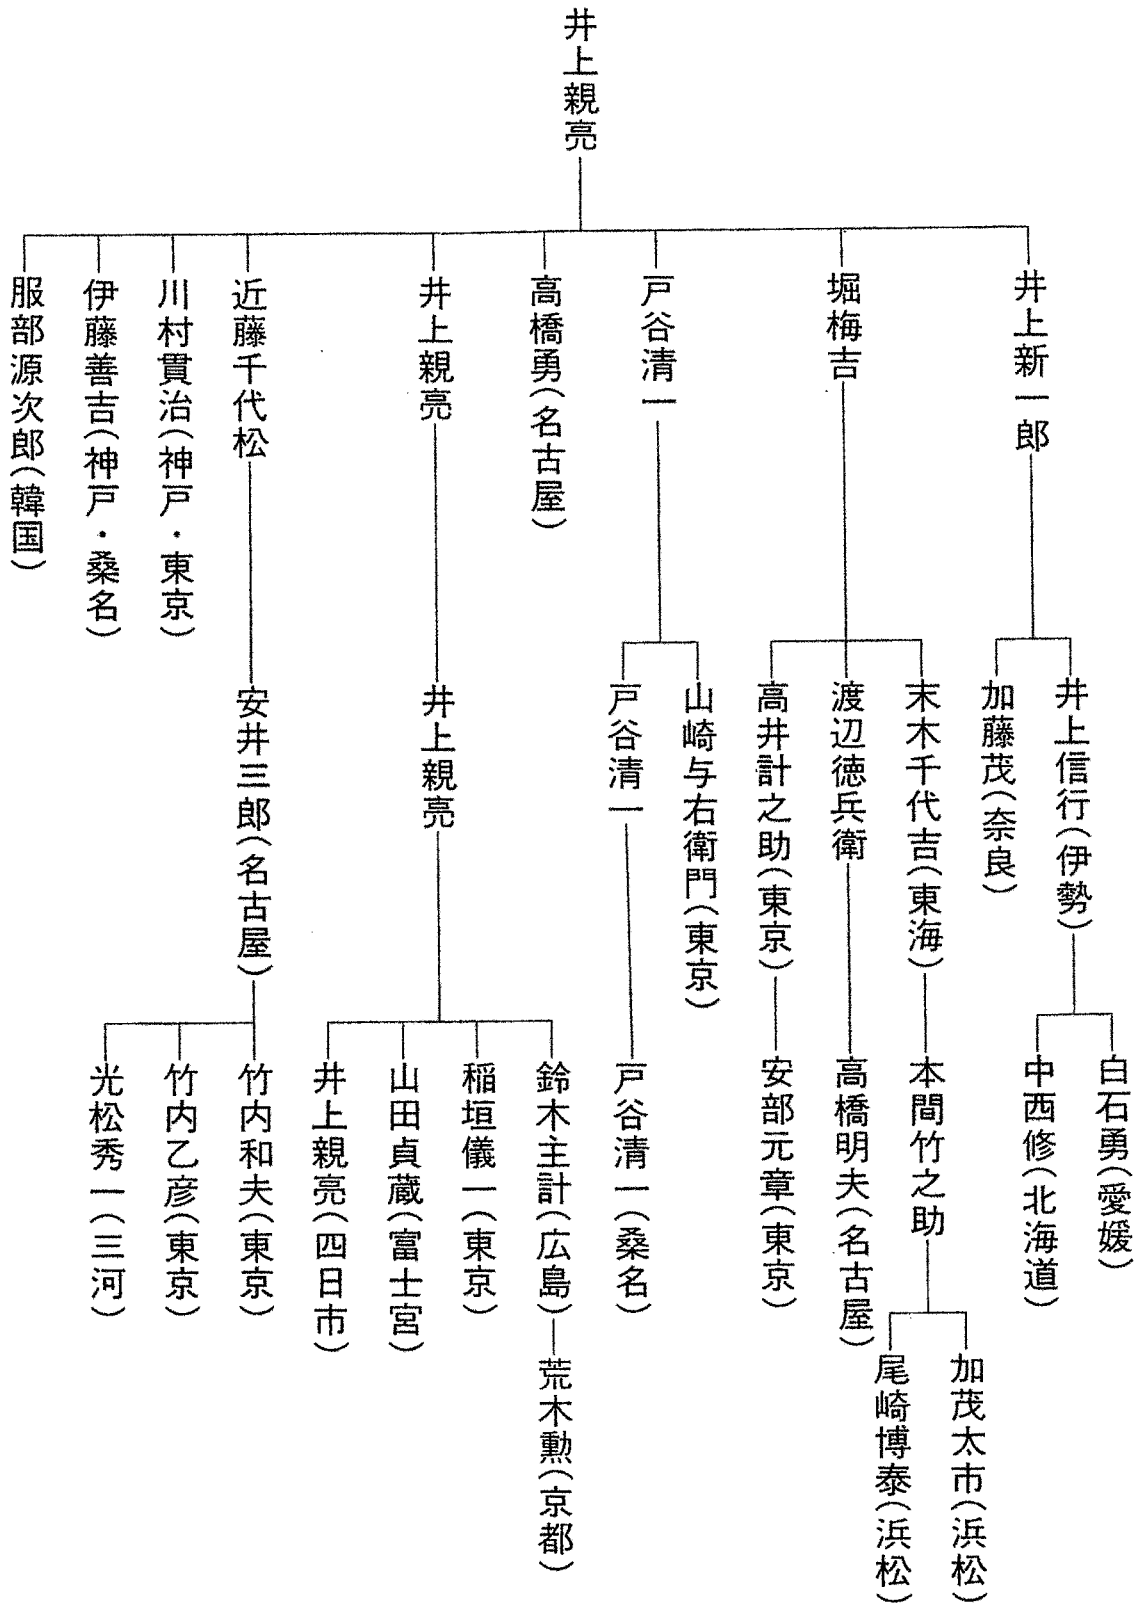 井上親亮
井上新一郎
堀梅吉
戸谷清一
高橋勇(名古屋)
井上親亮
近藤千代松
川村貫治(神戸・東京)
伊藤善吉(神戸・桑名)
服部源次郎(韓国)
井上信行(伊勢)
加藤茂(奈良)
末木千代吉(東海)
渡辺徳兵衛
高井計之助(東京)
山崎与右衛門(東京)
戸谷清一
井上親亮
安井三郎(名古屋)
白石勇(愛媛)
中西修(北海道)
本間竹之助
高橋明夫(名古屋)
安部元章(東京)
戸谷清一(桑名)
鈴木主計(広島)
稲垣儀一(東京)
山田貞蔵(富士宮)
井上親亮(四日市)
竹内和夫(東京)
竹内乙彦(東京)
光松秀一(三河)
加茂太市(浜松)
尾崎博泰(浜松)
荒木勲(京都)